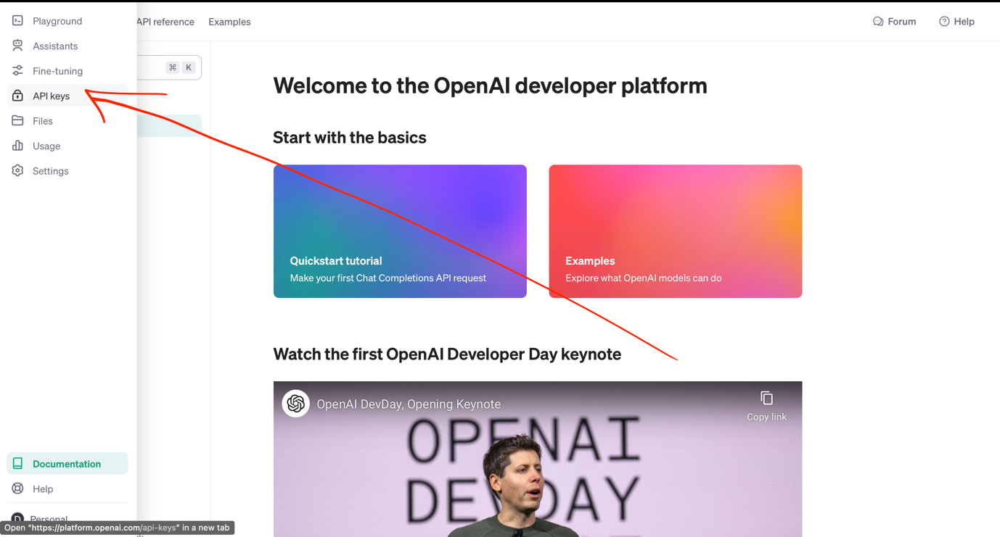 Playground
Assistants
Fine-tuning
API keys
Files
Usage
Settings
Documentation
Help
Personal
Open “https://platform.openai.com/api-keys” in a new tab
API reference Examples
Forum Help
⌘ K
Welcome to the OpenAI developer platform
Start with the basics
Quickstart tutorial
Make your first Chat Completions API request
Examples
Explore what OpenAI models can do
Watch the first OpenAI Developer Day keynote
OpenAI DevDay, Opening Keynote
Copy link
OPENAI
DEVDAY